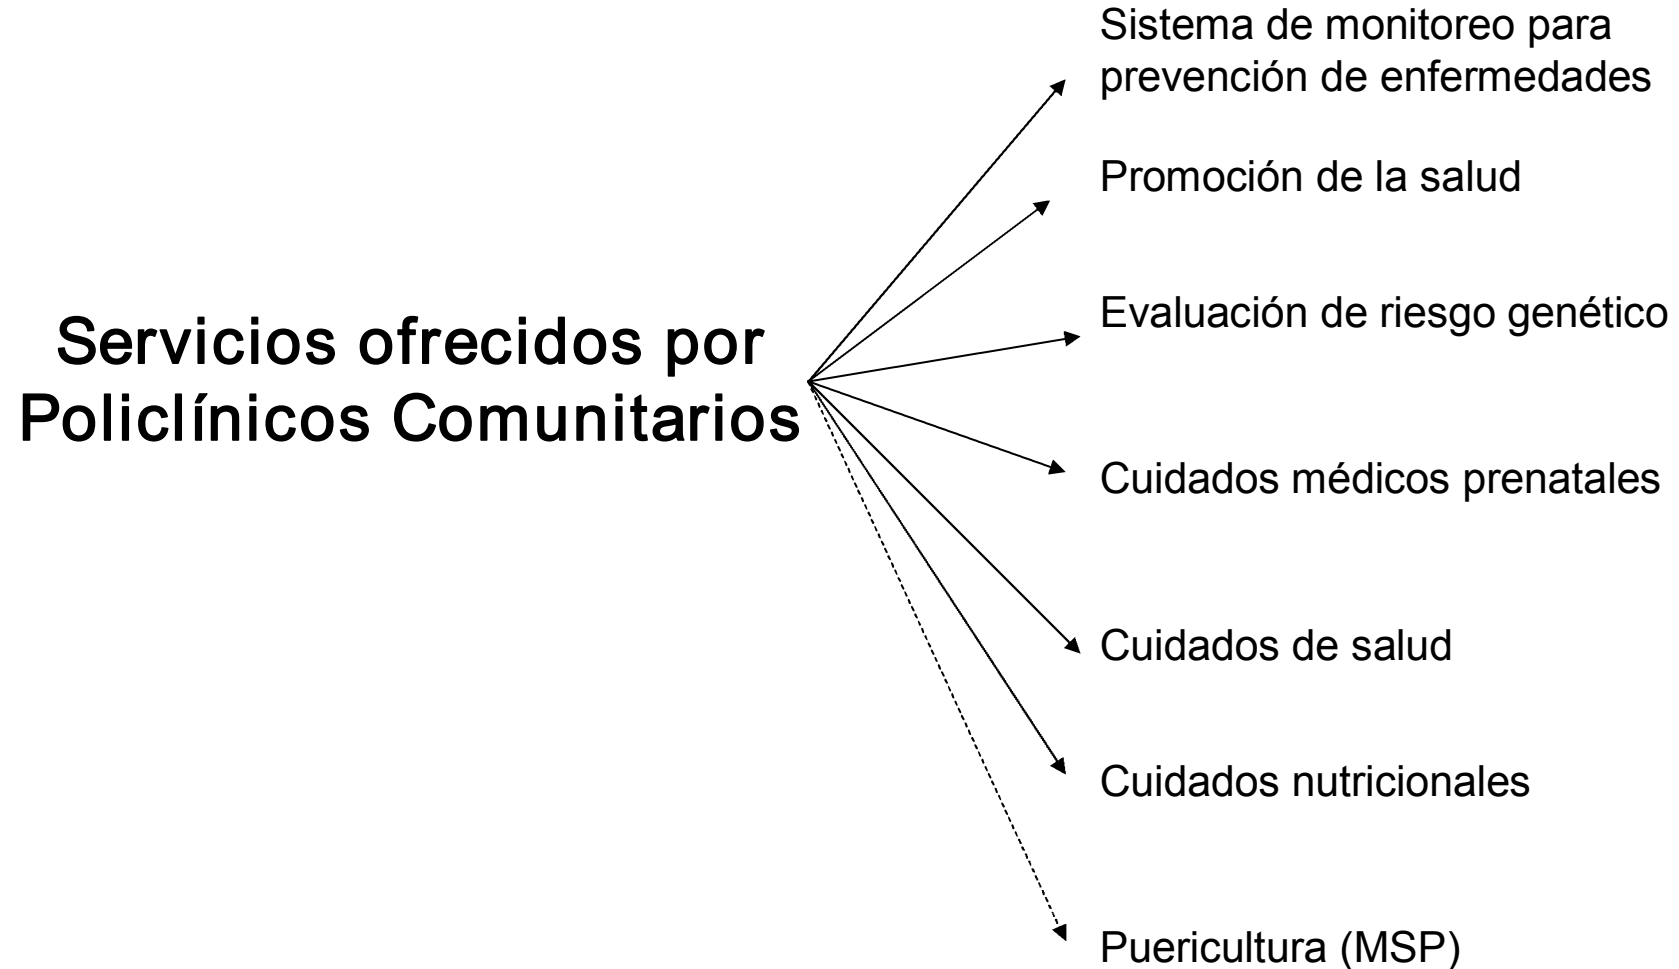 Servicios ofrecidos por
Policlínicos Comunitarios
Sistema de monitoreo para
prevención de enfermedades
Promoción de la salud
Evaluación de riesgo genético
Cuidados médicos prenatales
Cuidados de salud
Cuidados nutricionales
Puericultura (MSP)